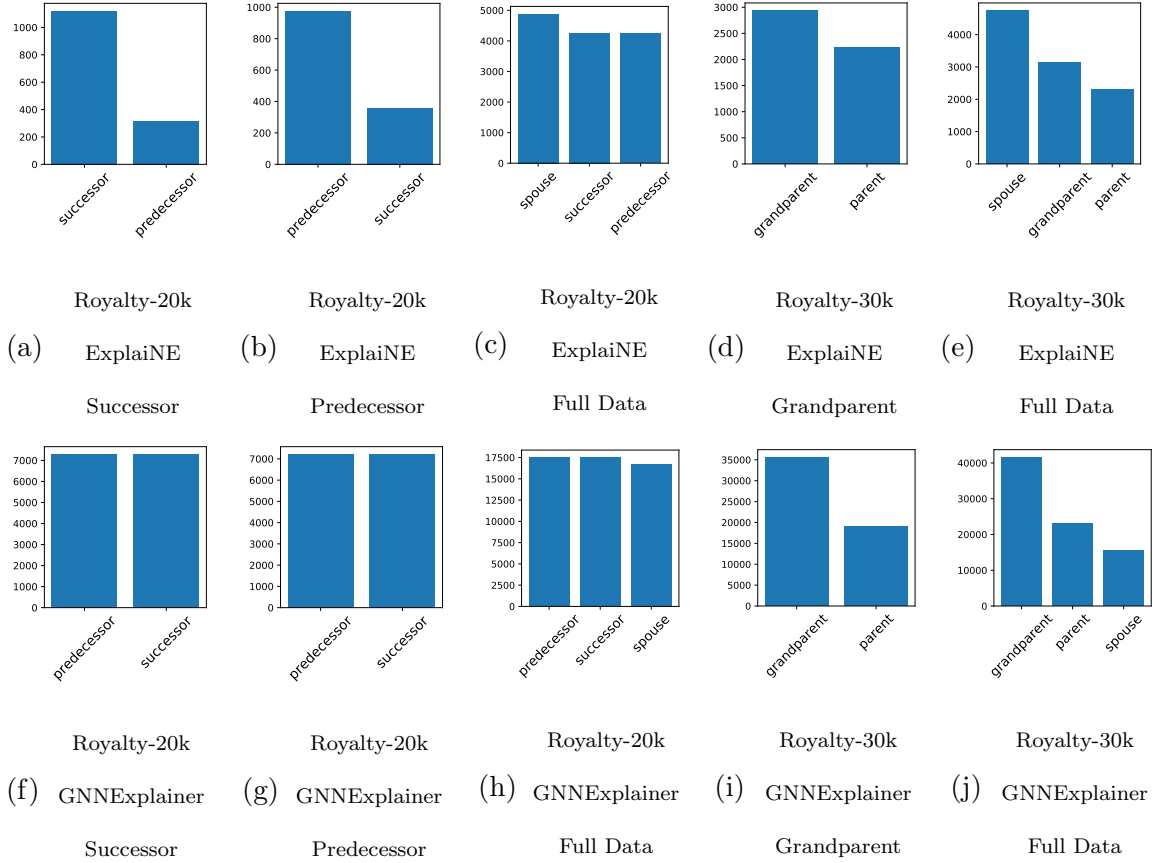 1000
800
600
400
200
0
successor
predecessor
1000
800
600
400
200
0
predecessor
successor
5000
4000
3000
2000
1000
0
spouse
successor
predecessor
3000
2500
2000
1500
1000
500
0
grandparent
parent
4000
3000
2000
1000
0
spouse
grandparent
parent
(a)
Royalty-20k
ExplaiNE
Successor
(b)
Royalty-20k
ExplaiNE
Predecessor
(c)
Royalty-20k
ExplaiNE
Full Data
(d)
Royalty-30k
ExplaiNE
Grandparent
(e)
Royalty-30k
ExplaiNE
Full Data
7000
6000
5000
4000
3000
2000
1000
0
predecessor
successor
7000
6000
5000
4000
3000
2000
1000
0
predecessor
successor
17500
15000
12500
10000
7500
5000
2500
0
predecessor
successor
spouse
35000
30000
25000
20000
15000
10000
5000
0
grandparent
parent
40000
30000
20000
10000
0
grandparent
parent
spouse
(f)
Royalty-20k
GNNExplainer
Successor
(g)
Royalty-20k
GNNExplainer
Predecessor
(h)
Royalty-20k
GNNExplainer
Full Data
(i)
Royalty-30k
GNNExplainer
Grandparent
(j)
Royalty-30k
GNNExplainer
Full Data